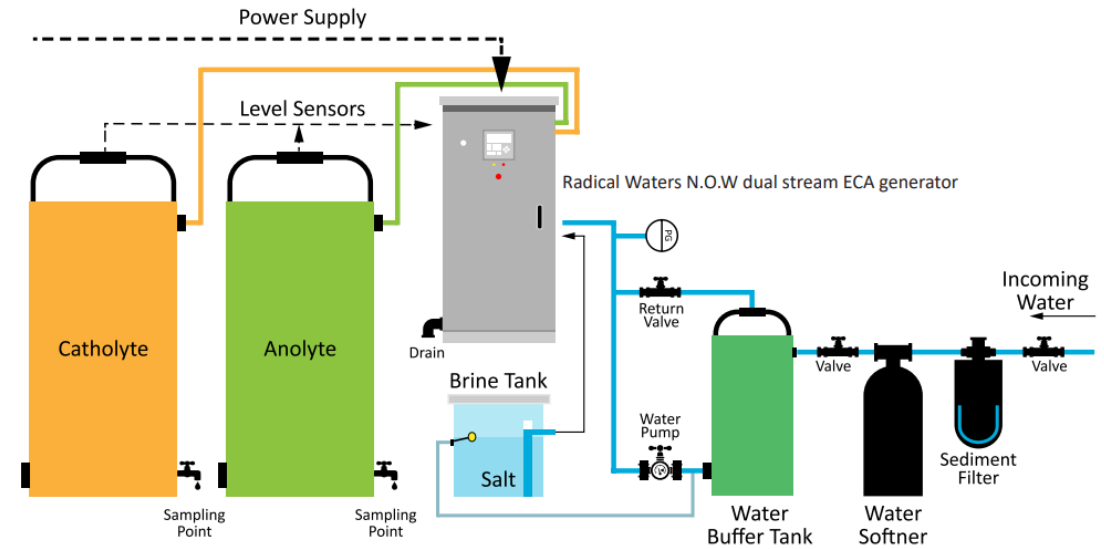 Power Supply
Level Sensors
Radical Waters N.O.W dual stream ECA generator
PG
Incoming
Water
Return
Valve
Catholyte
Anolyte
Drain
Valve
Valve
Brine Tank
Water
Pump
Salt
Sediment
Filter
Sampling
Point
Sampling
Point
Water
Buffer Tank
Water
Softner